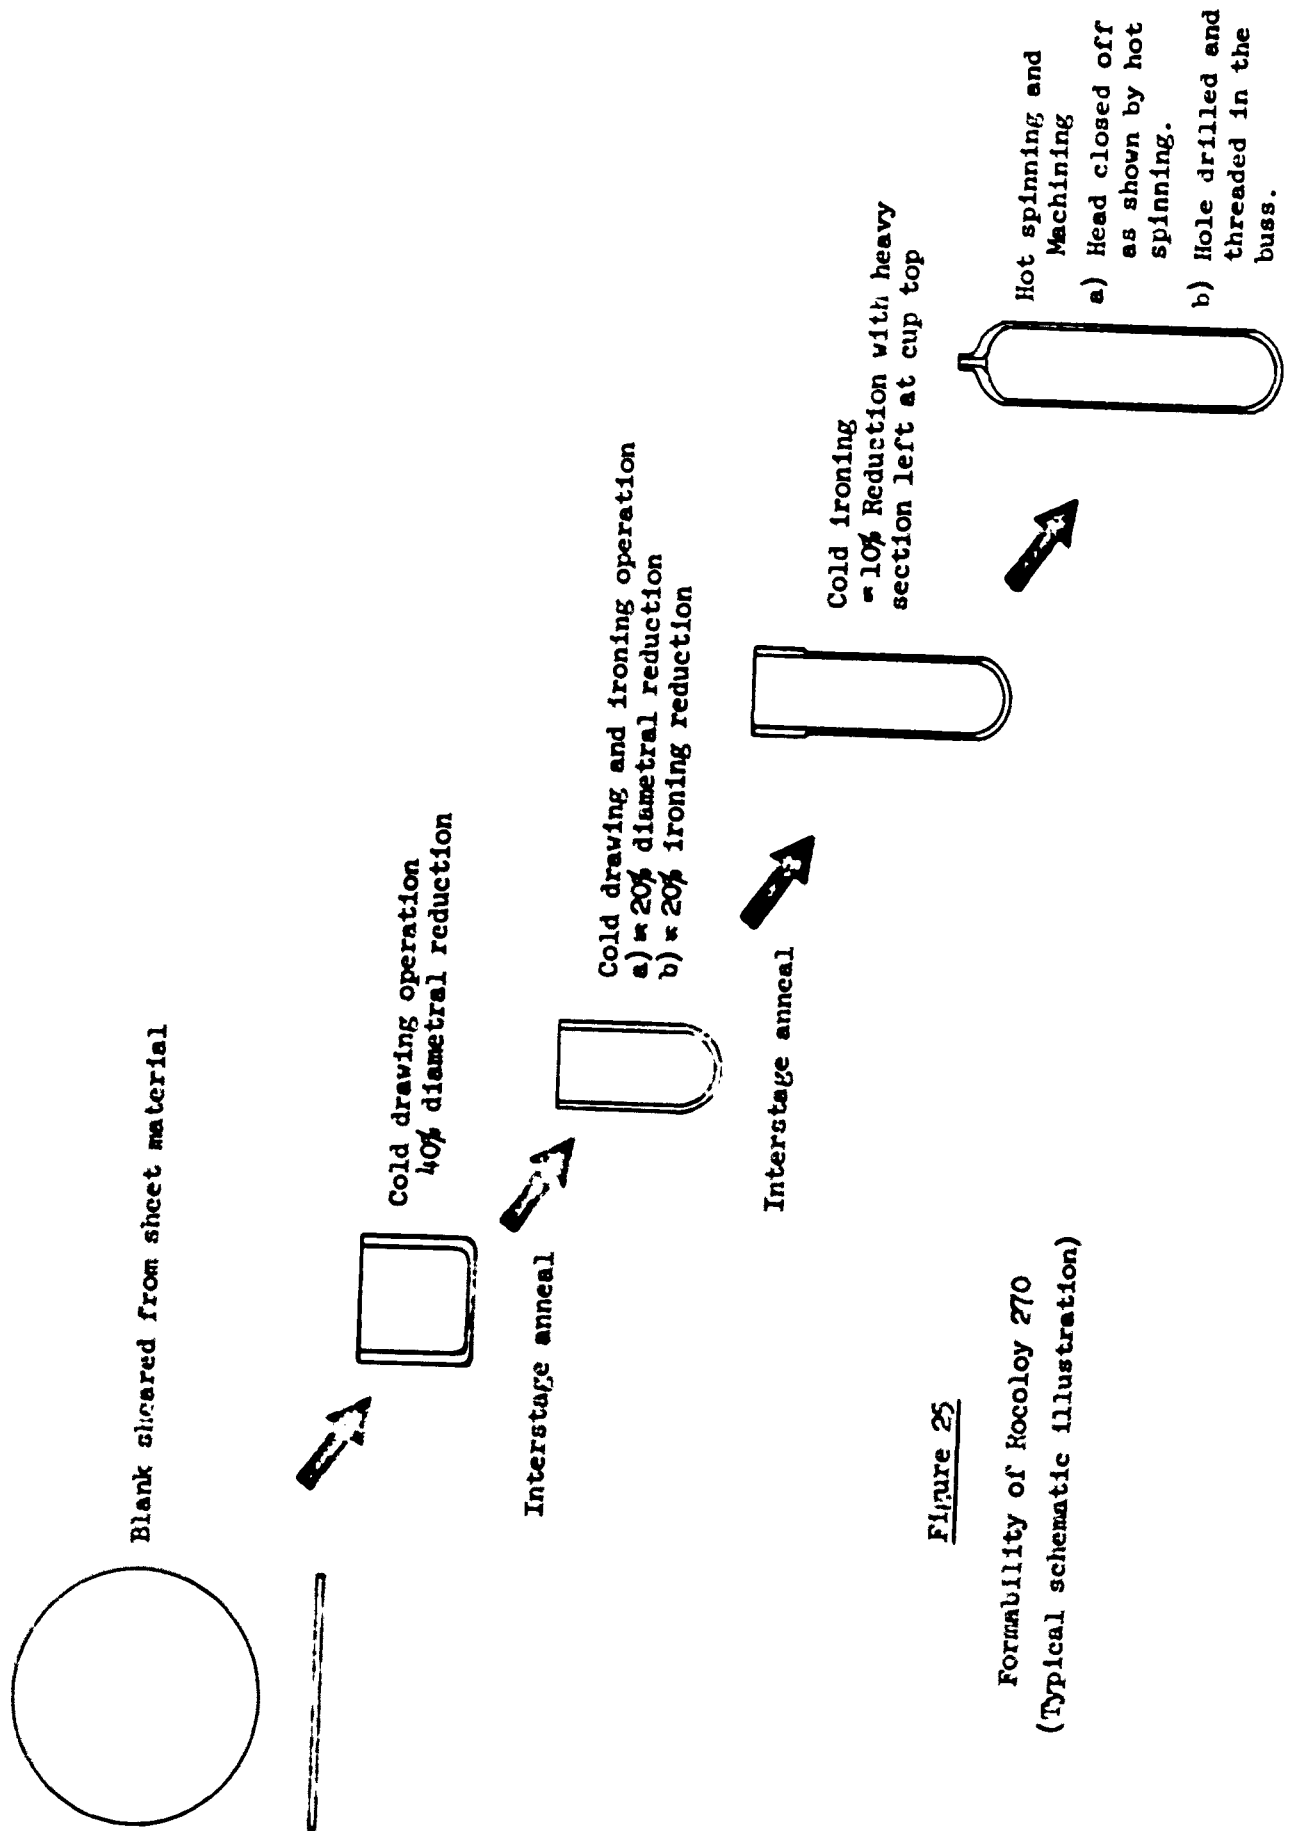 Blank sheared from sheet material
Cold drawing operation
40% diametral reduction
Interstage anneal
Cold drawing and ironing operation
a) ≈ 20% diametral reduction
b) ≈ 20% ironing reduction
Interstage anneal
Cold ironing
≈ 10% Reduction with heavy
section left at cup top
Hot spinning and
Machining
a) Head closed off
as shown by hot
spinning.
b) Hole drilled and
threaded in the
buss.
Figure 25
Formability of Rocoloy 270
(Typical schematic illustration)